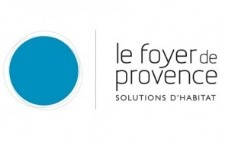 le foyer de
provence
SOLUTIONS D'HABITAT